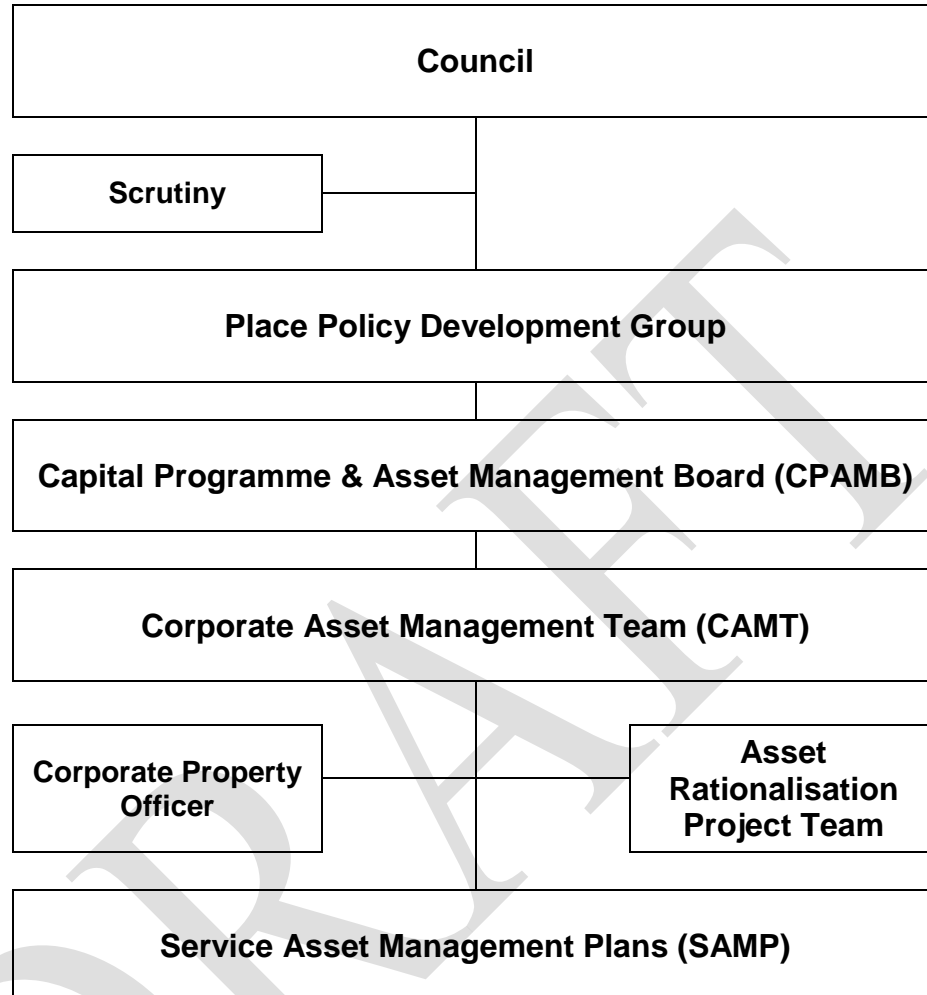 Council
Scrutiny
Place Policy Development Group
Capital Programme & Asset Management Board (CPAMB)
Corporate Asset Management Team (CAMT)
Corporate Property
Officer
Asset
Rationalisation
Project Team
Service Asset Management Plans (SAMP)
DRAFT